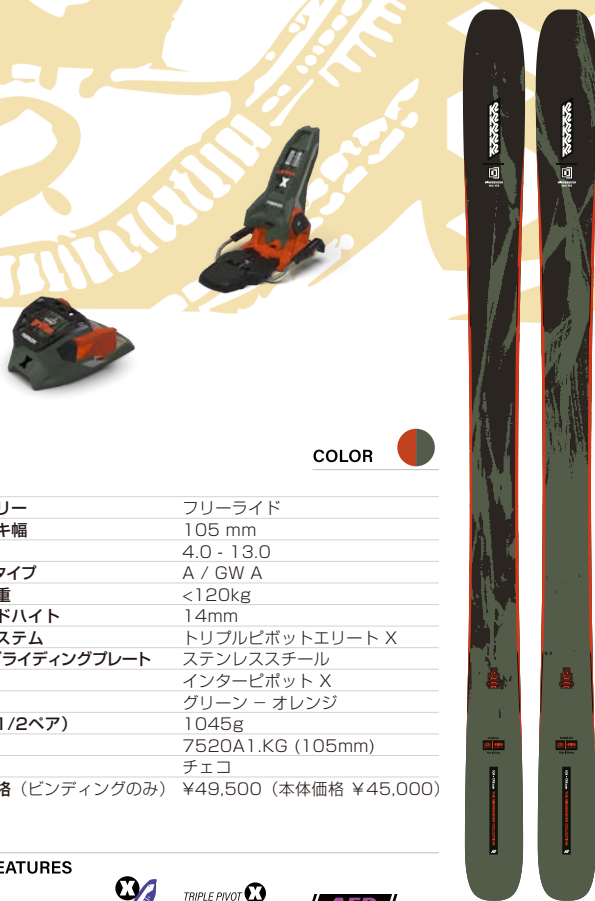 COLOR
リー フリーライド
キ幅 105 mm
4.0 - 13.0
タイプ A / GW A
重 <120kg
ドハイト 14mm
ステム トリプルピボットエリート X
ライディングプレート ステンレススチール
インターピボット X
グリーン − オレンジ
1/2ペア） 1045g
7520A1.KG (105mm)
チェコ
格（ビンディングのみ） ¥49,500（本体価格 ¥45,000）
EATURES
X
TRIPLE PIVOT X
AFD